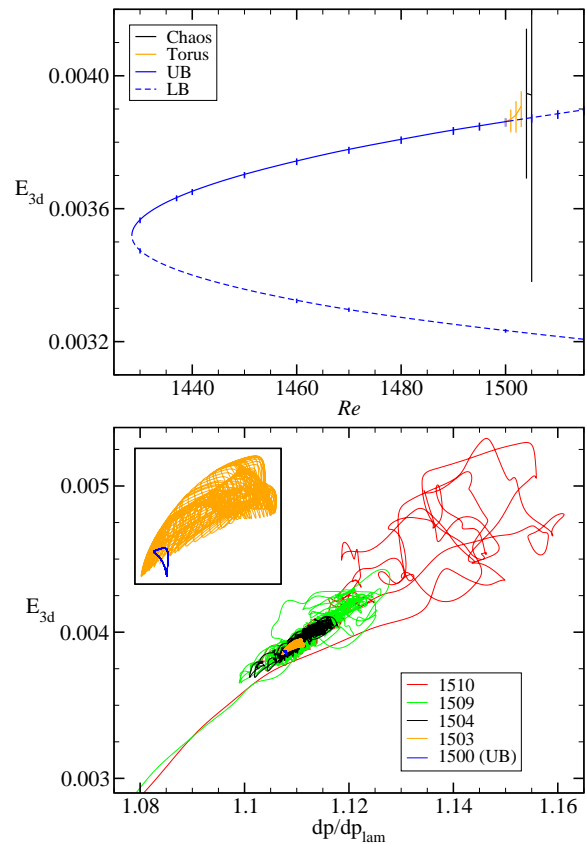 0.0040
0.0036
0.0032
E3d
Chaos
Torus
UB
LB
1440
1460
1480
1500
Re
0.005
0.004
0.003
E3d
1510
1509
1504
1503
1500 (UB)
1.08
1.1
1.12
1.14
1.16
dp/dplam